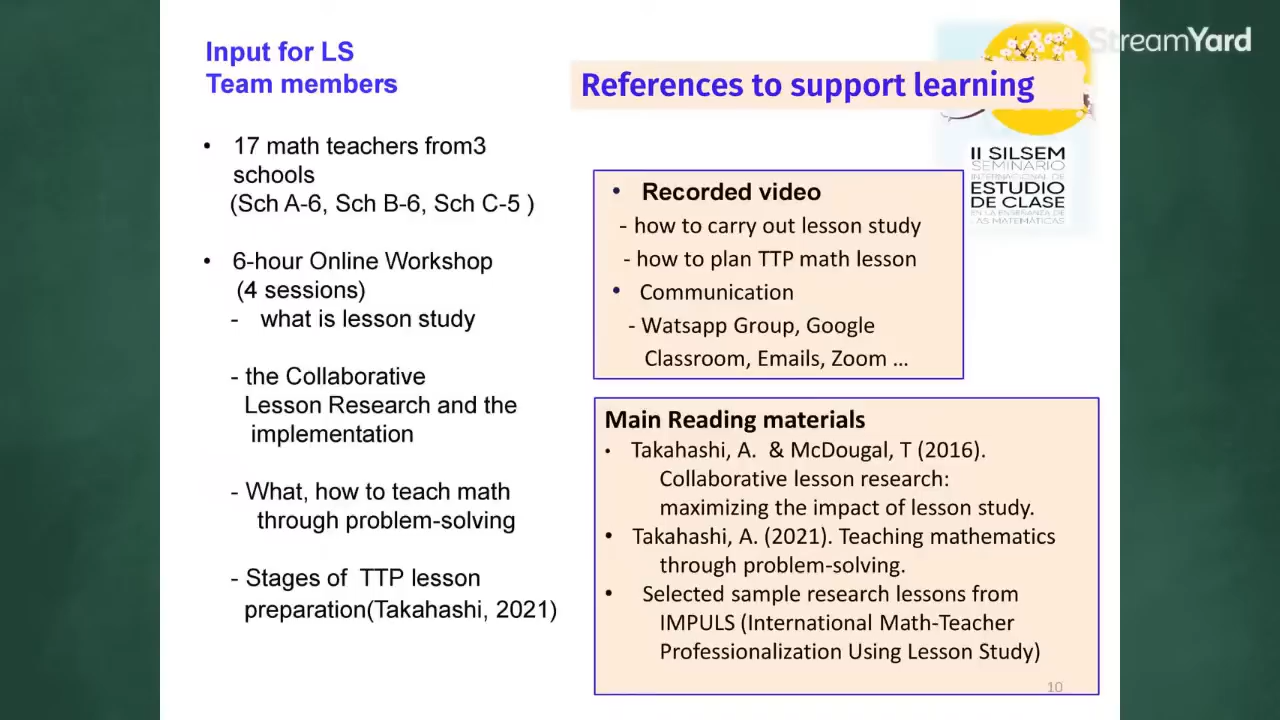 Input for LS
Team members
• 17 math teachers from3
schools
(Sch A-6, Sch B-6, Sch C-5 )
• 6-hour Online Workshop
(4 sessions)
- what is lesson study
- the Collaborative
Lesson Research and the
implementation
- What, how to teach math
through problem-solving
- Stages of TTP lesson
preparation(Takahashi, 2021)
StreamYard
References to support learning
II SILSEM
SEMINARIO
INTERNACIONAL DE
ESTUDIO
DE CLASE
EN LA ENSEÑANZA DE
LAS MATEMÁTICAS
• Recorded video
- how to carry out lesson study
- how to plan TTP math lesson
• Communication
- Watsapp Group, Google
Classroom, Emails, Zoom ...
Main Reading materials
• Takahashi, A. & McDougal, T (2016).
Collaborative lesson research:
maximizing the impact of lesson study.
• Takahashi, A. (2021). Teaching mathematics
through problem-solving.
• Selected sample research lessons from
IMPULS (International Math-Teacher
Professionalization Using Lesson Study)
10